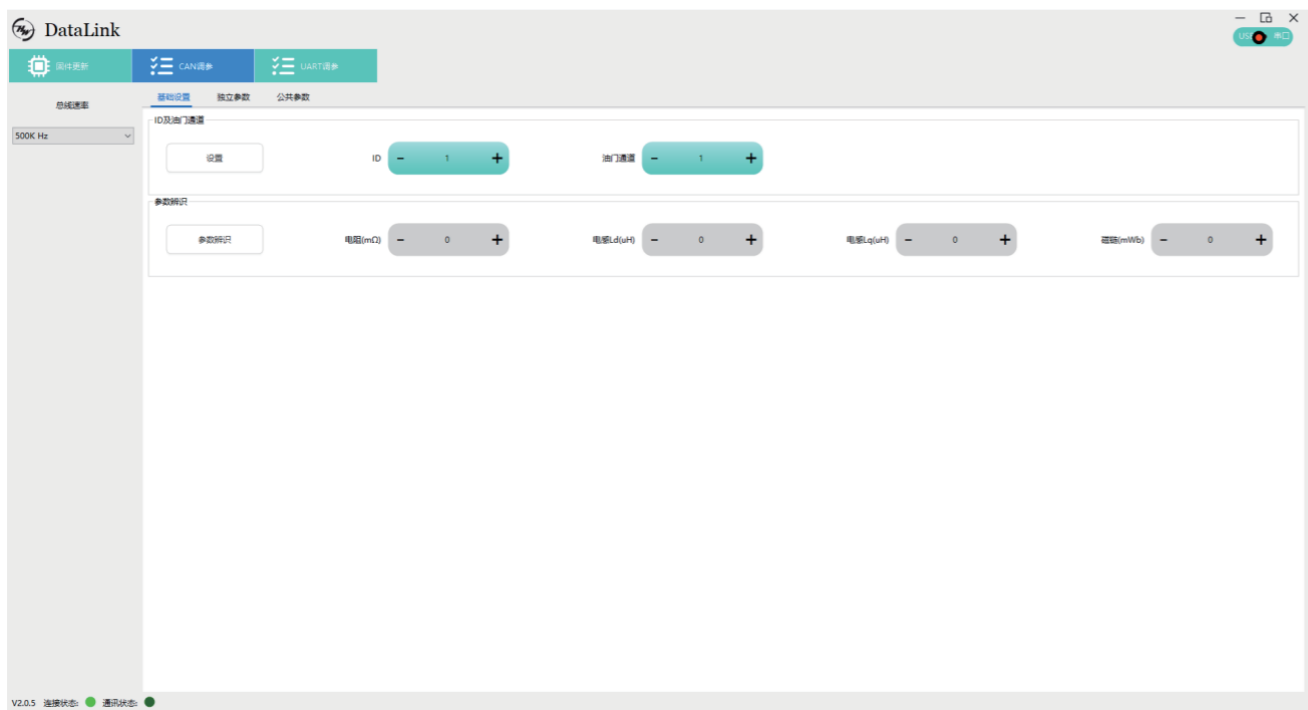 DataLink
US 串口
固件更新 CAN调参 UART调参
总线速率 基础设置 独立参数 公共参数
ID及油门通道
500K Hz
设置 ID - 1 + 油门通道 - 1 +
参数辨识
参数辨识 电阻(mΩ) - 0 + 电感Ld(uH) - 0 + 电感Lq(uH) - 0 + 磁链(mWb) - 0 +
V2.0.5 连接状态: 通讯状态: